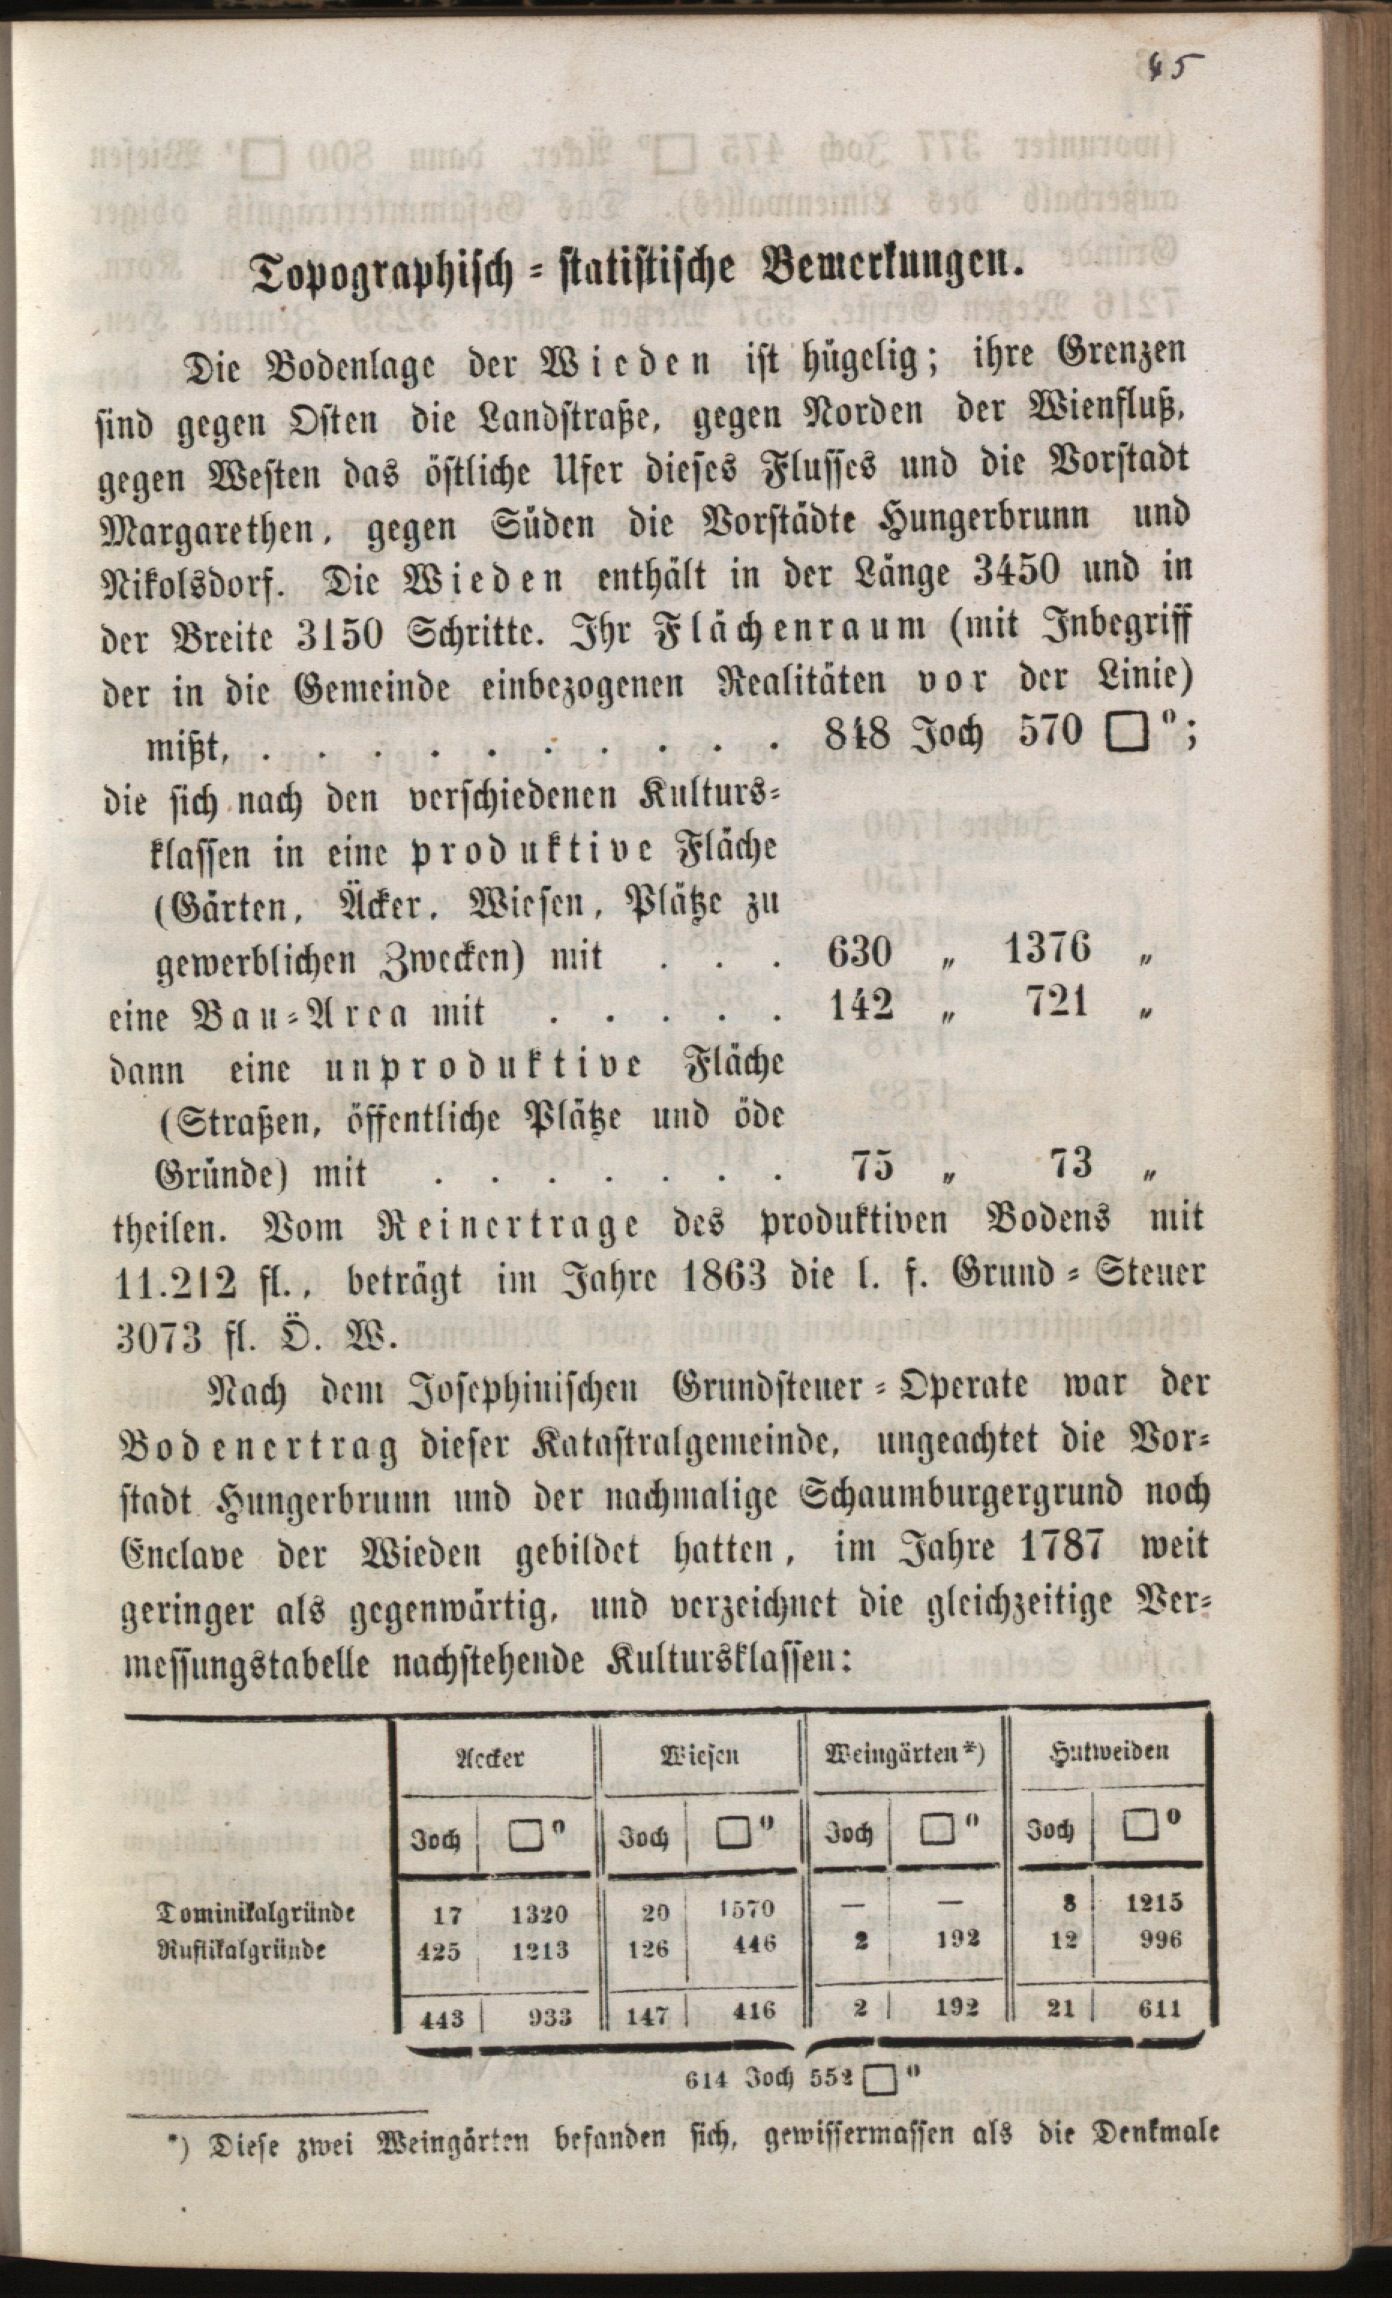 45
Topographisch-statistische Bemerkungen.
Die Bodenlage der Wieden ist hügelig; ihre Grenzen
sind gegen Osten die Landstraße, gegen Norden der Wienfluß,
gegen Westen das östliche Ufer dieses Flusses und die Vorstadt
Margarethen, gegen Süden die Vorstädte Hungerbrunn und
Nikolsdorf. Die Wieden enthält in der Länge 3450 und in
der Breite 3150 Schritte. Ihr Flächenraum (mit Inbegriff
der in die Gemeinde einbezogenen Realitäten vor der Linie)
mißt, . . . . . . . . . . 848 Joch 570 □°;
die sich nach den verschiedenen Kulturs-
klassen in eine produktive Fläche
(Gärten, Äcker, Wiesen, Plätze zu
gewerblichen Zwecken) mit . . . 630 „ 1376 „
eine Bau-Area mit . . . . . 142 „ 721 „
dann eine unproduktive Fläche
(Straßen, öffentliche Plätze und öde
Gründe) mit . . . . . . . 75 „ 73 „
theilen. Vom Reinertrage des produktiven Bodens mit
11.212 fl., beträgt im Jahre 1863 die l. f. Grund-Steuer
3073 fl. Ö. W.
Nach dem Josephinischen Grundsteuer-Operate war der
Bodenertrag dieser Katastralgemeinde, ungeachtet die Vor-
stadt Hungerbrunn und der nachmalige Schaumburgergrund noch
Enclave der Wieden gebildet hatten, im Jahre 1787 weit
geringer als gegenwärtig, und verzeichnet die gleichzeitige Ver-
messungstabelle nachstehende Kultursklassen:
Aecker Wiesen Weingärten*) Hutweiden
Joch □° Joch □° Joch □° Joch □°
Dominikalgründe 17 1320 20 1570 — — 8 1215
Rustikalgründe 425 1213 126 446 2 192 12 996
443 933 147 416 2 192 21 611
614 Joch 552 □°
*) Diese zwei Weingärten befanden sich, gewissermassen als die Denkmale